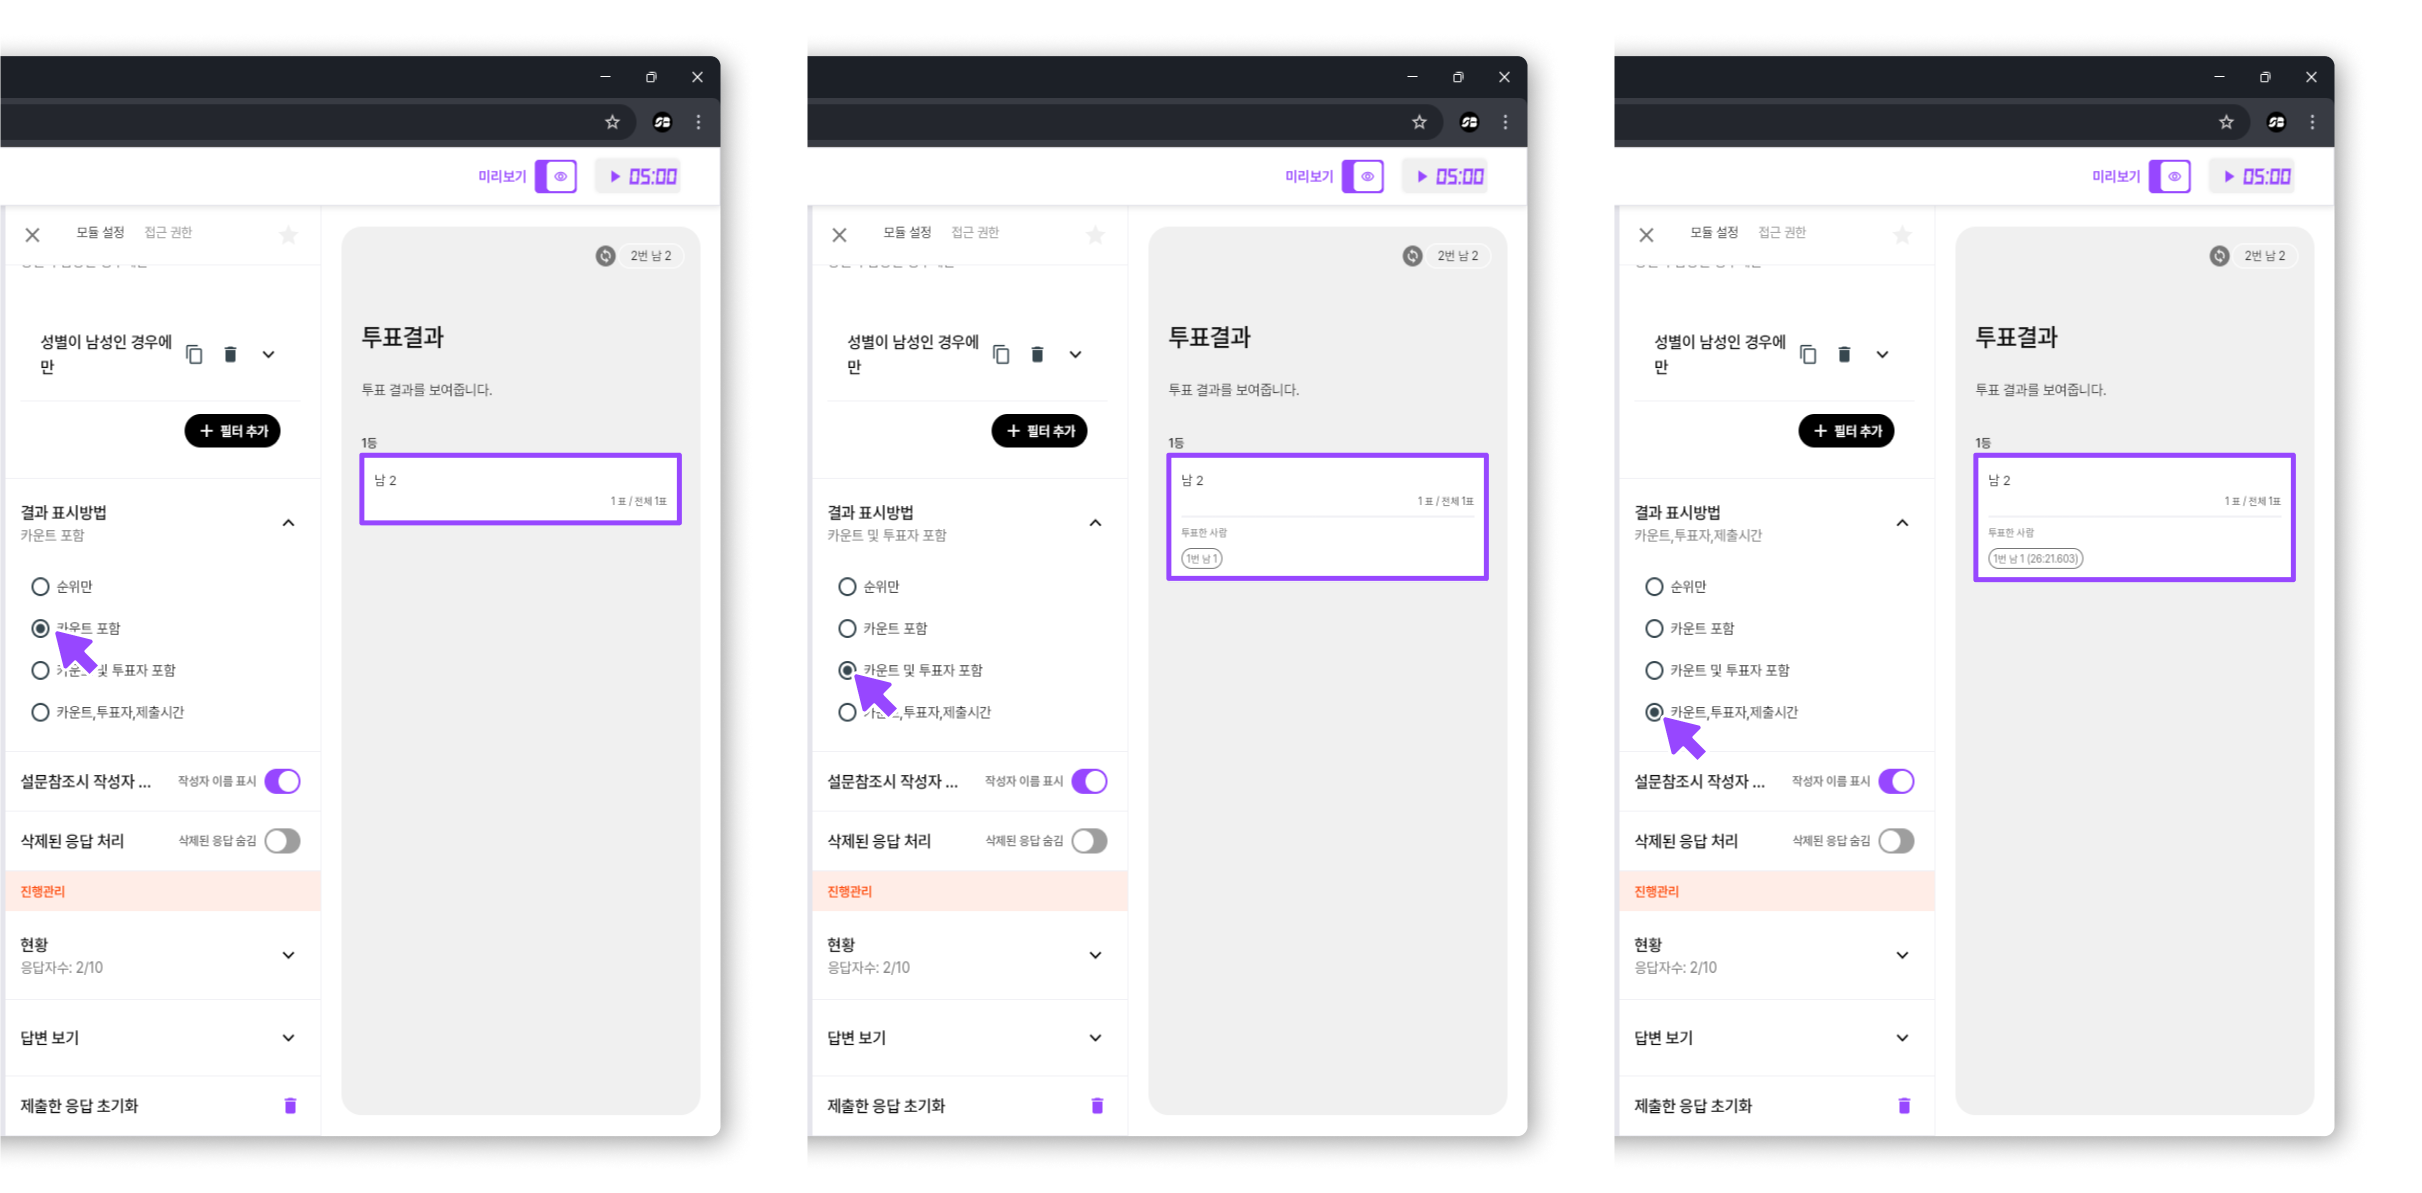 미리보기
05:00
모듈 설정 접근 권한
2번 남 2
성별이 남성인 경우에
만
필터 추가
결과 표시방법
카운트 포함
순위만
카운트 포함
및 투표자 포함
카운트,투표자,제출시간
설문참조시 작성자 ... 작성자 이름 표시
삭제된 응답 처리 삭제된 응답 숨김
진행관리
현황
응답자수: 2/10
답변 보기
제출한 응답 초기화
투표결과
투표 결과를 보여줍니다.
1등
남 2
1 표 / 전체 1표
미리보기
05:00
모듈 설정 접근 권한
2번 남 2
성별이 남성인 경우에
만
필터 추가
결과 표시방법
카운트 및 투표자 포함
순위만
카운트 포함
카운트 및 투표자 포함
,투표자,제출시간
설문참조시 작성자 ... 작성자 이름 표시
삭제된 응답 처리 삭제된 응답 숨김
진행관리
현황
응답자수: 2/10
답변 보기
제출한 응답 초기화
투표결과
투표 결과를 보여줍니다.
1등
남 2
1 표 / 전체 1표
투표한 사람
1번 남 1
미리보기
05:00
모듈 설정 접근 권한
2번 남 2
성별이 남성인 경우에
만
필터 추가
결과 표시방법
카운트,투표자,제출시간
순위만
카운트 포함
카운트 및 투표자 포함
카운트,투표자,제출시간
설문참조시 작성자 ... 작성자 이름 표시
삭제된 응답 처리 삭제된 응답 숨김
진행관리
현황
응답자수: 2/10
답변 보기
제출한 응답 초기화
투표결과
투표 결과를 보여줍니다.
1등
남 2
1 표 / 전체 1표
투표한 사람
1번 남 1 (26:21.603)